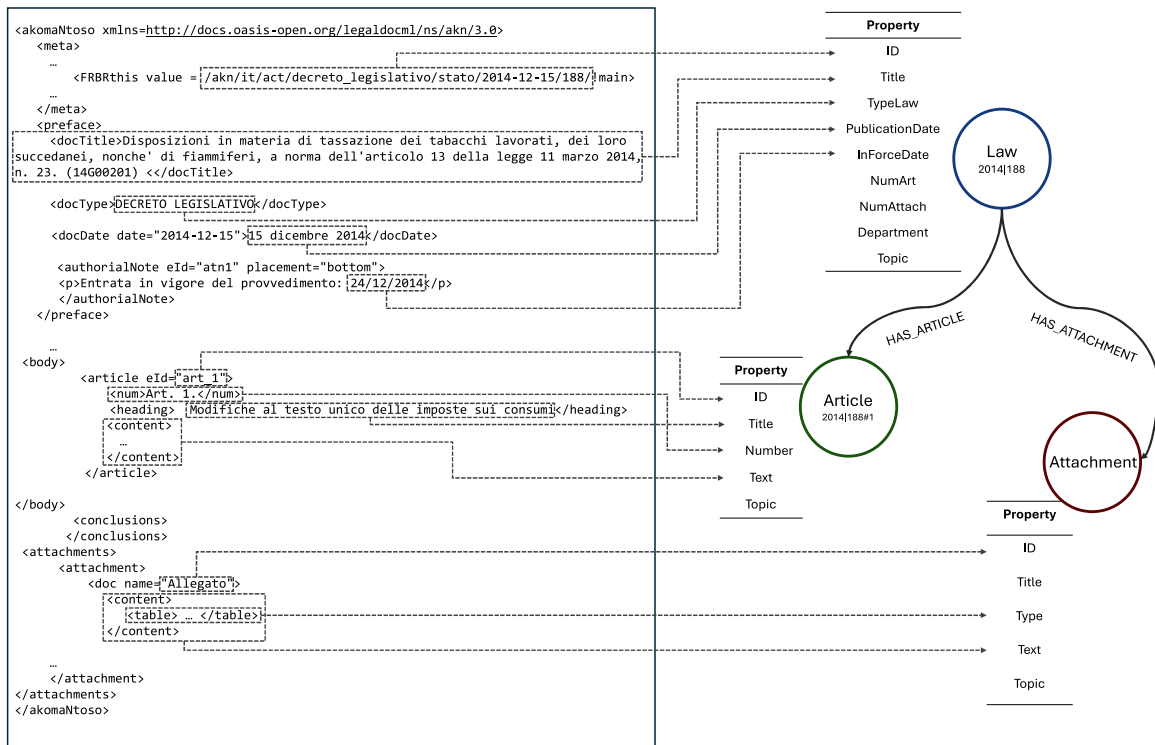 <akomaNtoso xmlns=http://docs.oasis-open.org/legaldocml/ns/akn/3.0>
<meta>
…
<FRBRthis value = /akn/it/act/decreto_legislativo/stato/2014-12-15/188/!main>
…
</meta>
<preface>
<docTitle>Disposizioni in materia di tassazione dei tabacchi lavorati, dei loro
succedanei, nonche' di fiammiferi, a norma dell'articolo 13 della legge 11 marzo 2014,
n. 23. (14G00201) <</docTitle>
<docType>DECRETO LEGISLATIVO</docType>
<docDate date="2014-12-15">15 dicembre 2014</docDate>
<authorialNote eId="atn1" placement="bottom">
<p>Entrata in vigore del provvedimento: 24/12/2014</p>
</authorialNote>
</preface>
…
<body>
<article eId="art_1">
<num>Art. 1.</num>
<heading> Modifiche al testo unico delle imposte sui consumi</heading>
<content>
…
</content>
</article>
</body>
<conclusions>
</conclusions>
<attachments>
<attachment>
<doc name="Allegato">
<content>
<table> … </table>
</content>
…
</attachment>
</attachments>
</akomaNtoso>
Property
ID
Title
TypeLaw
PublicationDate
InForceDate
NumArt
NumAttach
Department
Topic
Law
2014|188
HAS_ARTICLE
HAS_ATTACHMENT
Property
ID
Title
Number
Text
Topic
Article
2014|188#1
Attachment
Property
ID
Title
Type
Text
Topic